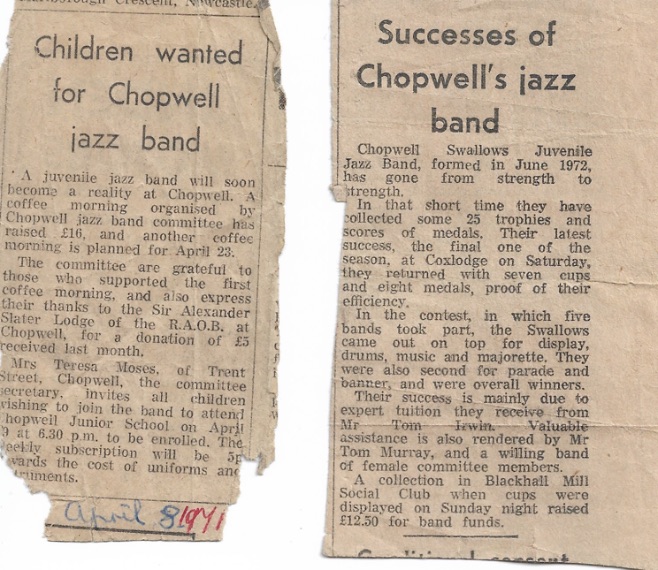 Marlborough Crescent, Newcastle.
Children wanted
for Chopwell
jazz band
A juvenile jazz band will soon
become a reality at Chopwell. A
coffee morning organised by
Chopwell jazz band committee has
raised £16, and another coffee
morning is planned for April 23.
The committee are grateful to
those who supported the first
coffee morning, and also express
their thanks to the Sir Alexander
Slater Lodge of the R.A.O.B. at
Chopwell, for a donation of £5
received last month.
Mrs Teresa Moses, of Trent
Street, Chopwell, the committee
secretary, invites all children
wishing to join the band to attend
hopwell Junior School on April
9 at 6.30 p.m. to be enrolled. The
eekly subscription will be 5p
wards the cost of uniforms and
truments.
April 8 1971
Successes of
Chopwell's jazz
band
Chopwell Swallows Juvenile
Jazz Band, formed in June 1972,
has gone from strength to
strength.
In that short time they have
collected some 25 trophies and
scores of medals. Their latest
success, the final one of the
season, at Coxlodge on Saturday,
they returned with seven cups
and eight medals, proof of their
efficiency.
In the contest, in which five
bands took part, the Swallows
came out on top for display,
drums, music and majorette. They
were also second for parade and
banner, and were overall winners.
Their success is mainly due to
expert tuition they receive from
Mr Tom Irwin. Valuable
assistance is also rendered by Mr
Tom Murray, and a willing band
of female committee members.
A collection in Blackhall Mill
Social Club when cups were
displayed on Sunday night raised
£12.50 for band funds.